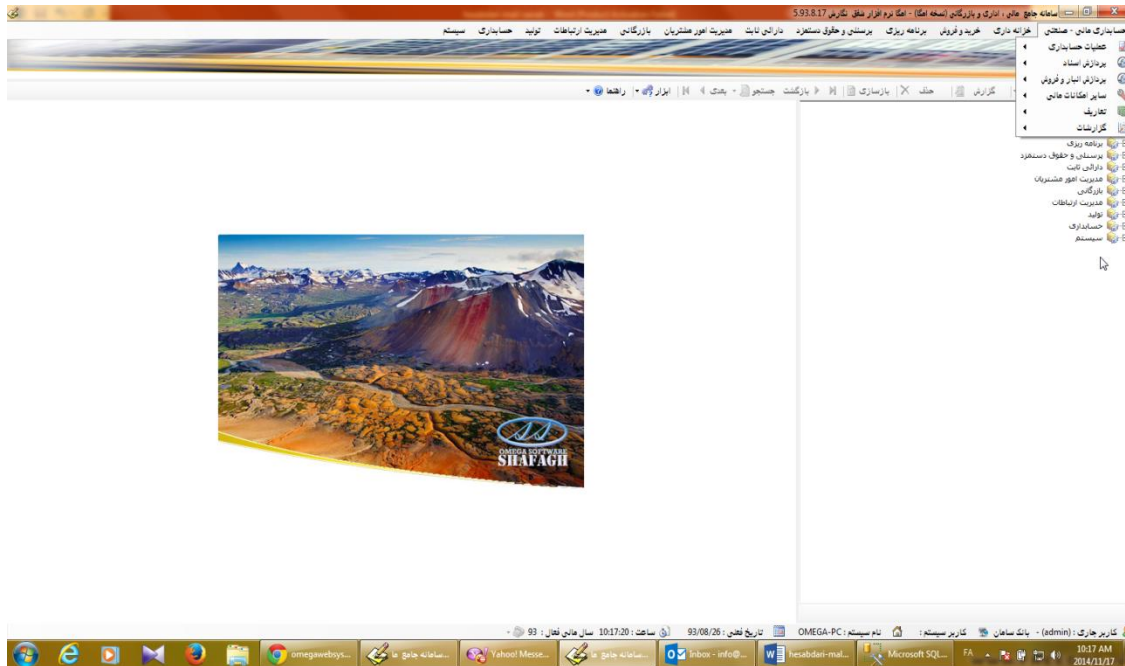 سامانه جامع مالی ، اداری و بازرگانی (نسخه امگا) - امگا نرم افزار شفق نگارش 5.93.8.17
حسابداری مالی - صنعتی خزانه داری خرید و فروش برنامه ریزی پرسنلی و حقوق دستمزد دارائی ثابت مدیریت امور مشتریان بازرگانی مدیریت ارتباطات تولید حسابداری سیستم
عملیات حسابداری
پردازش اسناد
پردازش انبار و فروش
سایر امکانات مالی
تعاریف
گزارشات
گزارش حذف بازسازی بازگشت جستجو بعدی ابزار راهنما
برنامه ریزی
پرسنلی و حقوق دستمزد
دارائی ثابت
مدیریت امور مشتریان
بازرگانی
مدیریت ارتباطات
تولید
حسابداری
سیستم
OMEGA SOFTWARE
SHAFAGH
کاربر جاری : (admin) - بانک سامان کاربر سیستم : نام سیستم : OMEGA-PC تاریخ فعلی : 93/08/26 ساعت : 10:17:20 سال مالی فعال : 93
omegawebsys... سامانه جامع ما... Yahoo! Messe... سامانه جامع ما... Inbox - info@... hesabdari-mal... Microsoft SQL... FA 10:17 AM
2014/11/17